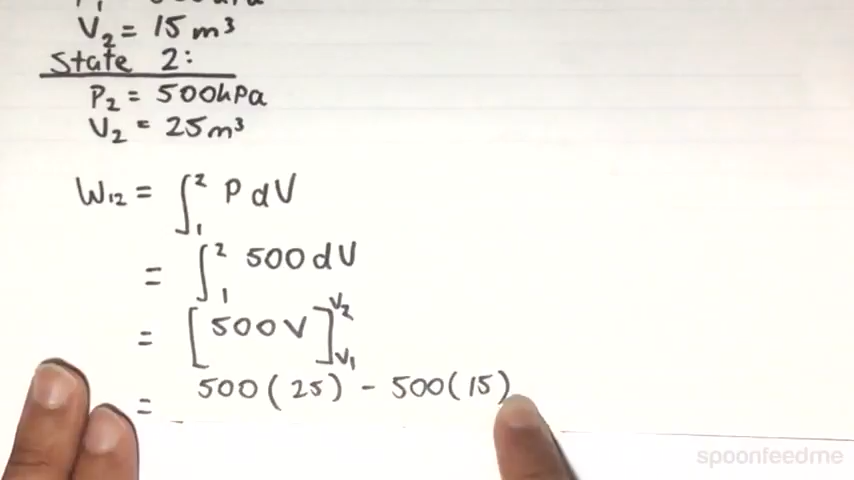 V₂ = 15 m³
State 2:
P₂ = 500kPa
V₂ = 25m³
W₁₂ = ∫₁² P dV
= ∫₁² 500 dV
= [500V]ᵥ₁ⱽ²
= 500 (25) - 500 (15)
spoonfeedme